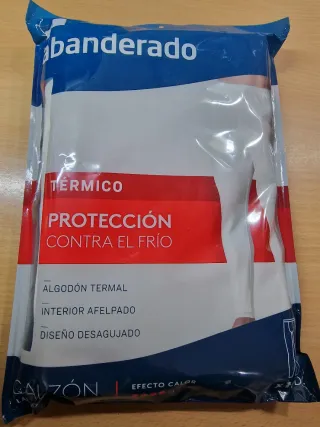 abanderado
TÉRMICO
PROTECCIÓN
CONTRA EL FRÍO
ALGODÓN TERMAL
INTERIOR AFELPADO
DISEÑO DESAGUJADO
CALZÓN
EFECTO CALOR